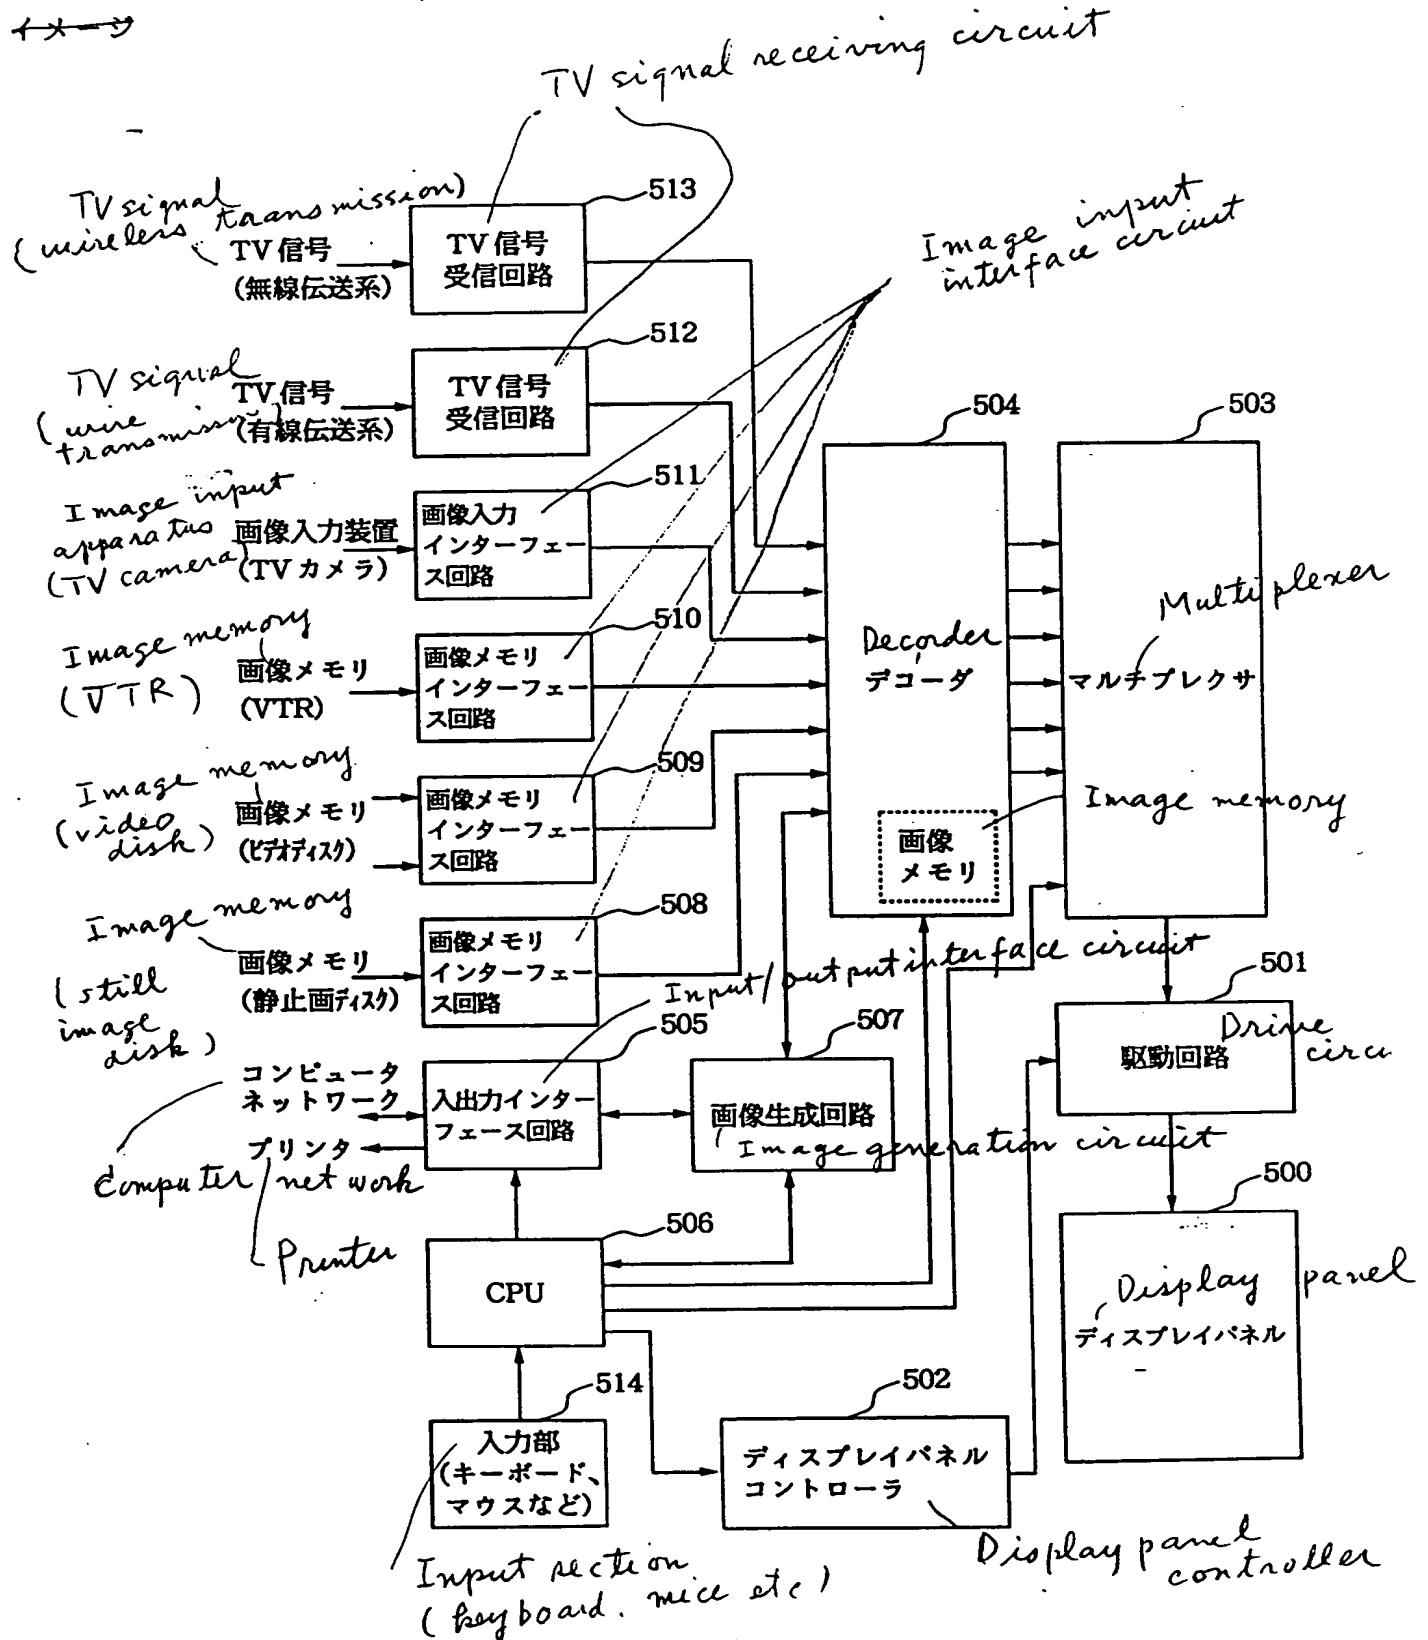 イメージ
TV signal receiving circuit
TV signal
(wireless transmission)
513
TV信号
(無線伝送系)
TV信号
受信回路
Image input
interface circuit
TV signal
(wire
transmission)
512
TV信号
(有線伝送系)
TV信号
受信回路
504
503
Image input
apparatus
(TV camera)
511
画像入力装置
(TVカメラ)
画像入力
インターフェー
ス回路
Multiplexer
マルチプレクサ
Decorder
デコーダ
Image memory
(VTR)
510
画像メモリ
(VTR)
画像メモリ
インターフェー
ス回路
Image memory
(video
disk)
509
画像メモリ
(ビデオディスク)
画像メモリ
インターフェー
ス回路
Image memory
画像
メモリ
Image memory
(still
image
disk)
508
画像メモリ
(静止画ディスク)
画像メモリ
インターフェー
ス回路
Input/output interface circuit
505
507
501
コンピュータ
ネットワーク
プリンタ
入出力インター
フェース回路
画像生成回路
Image generation circuit
Drive
circu
駆動回路
Computer network
Printer
506
CPU
500
Display panel
ディスプレイパネル
514
入力部
(キーボード、
マウスなど)
502
ディスプレイパネル
コントローラ
Input section
(keyboard. mice etc)
Display panel
controller